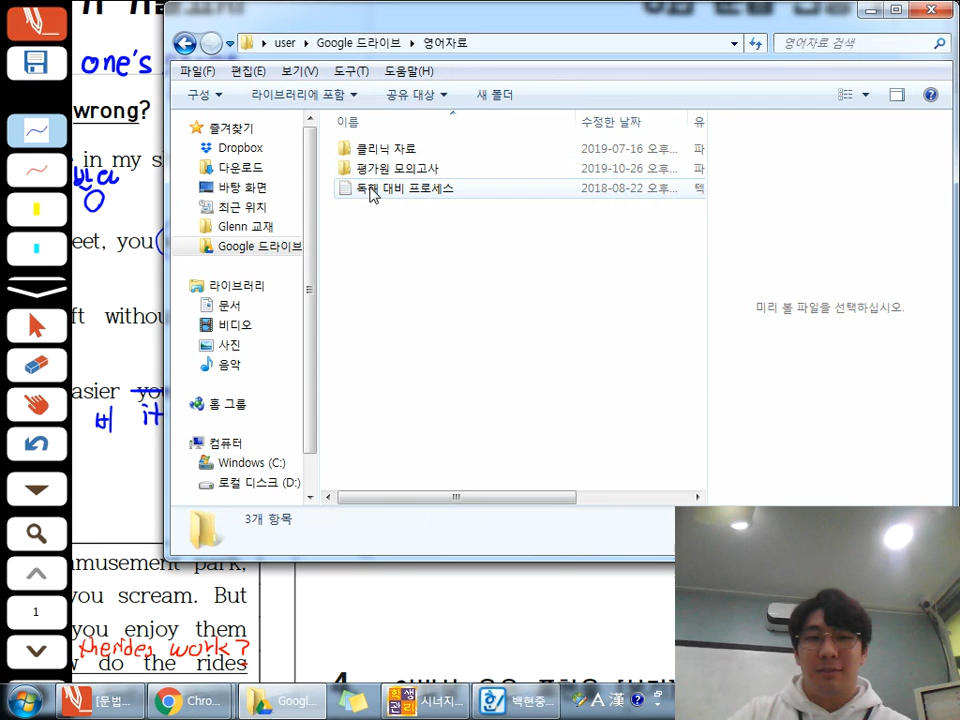 one's
wrong?
in my s
eet, you
ft withou
asier you
비 it
amusement park,
you scream. But
you enjoy them
therides work?
w do the rides
user ▸ Google 드라이브 ▸ 영어자료
영어자료 검색
파일(F) 편집(E) 보기(V) 도구(T) 도움말(H)
구성 라이브러리에 포함 공유 대상 새 폴더
이름 수정한 날짜 유
즐겨찾기
Dropbox
다운로드
바탕 화면
최근 위치
Glenn 교재
Google 드라이브
라이브러리
문서
비디오
사진
음악
홈 그룹
컴퓨터
Windows (C:)
로컬 디스크 (D:)
클리닉 자료 2019-07-16 오후... 파
평가원 모의고사 2019-10-26 오후... 파
독해 대비 프로세스 2018-08-22 오후... 텍
미리 볼 파일을 선택하십시오.
3개 항목
1
[문법... Chro... Googl... 학생관리 시너지... 백현중... A 漢